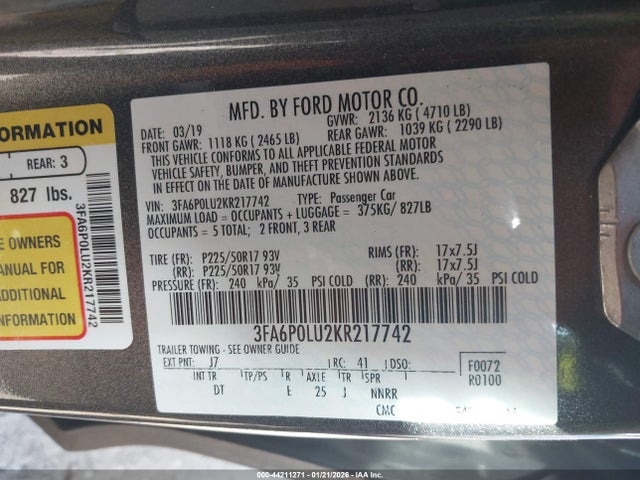 FORMATION
REAR: 3
827 lbs.
E OWNERS
ANUAL FOR
ADDITIONAL
INFORMATION
3FA6P0LU2KR217742
MFD. BY FORD MOTOR CO.
DATE: 03/19
GVWR: 2136 KG ( 4710 LB)
FRONT GAWR: 1118 KG ( 2465 LB)
REAR GAWR: 1039 KG ( 2290 LB)
THIS VEHICLE CONFORMS TO ALL APPLICABLE FEDERAL MOTOR
VEHICLE SAFETY, BUMPER, AND THEFT PREVENTION STANDARDS
IN EFFECT ON THE DATE OF MANUFACTURE SHOWN ABOVE.
VIN: 3FA6P0LU2KR217742 TYPE: Passenger Car
MAXIMUM LOAD = OCCUPANTS + LUGGAGE = 375KG/ 827LB
OCCUPANTS = 5 TOTAL; 2 FRONT, 3 REAR
TIRE (FR): P225/50R17 93V RIMS (FR): 17x7.5J
(RR): P225/50R17 93V (RR): 17x7.5J
PRESSURE (FR): 240 kPa/ 35 PSI COLD (RR): 240 kPa/ 35 PSI COLD
3FA6P0LU2KR217742
TRAILER TOWING - SEE OWNER GUIDE
EXT PNT: J7 RC: 41 DSO:
F0072
R0100
INT TR TP/PS R AXLE TR SPR
DT E 25 J NNRR
CMC
000-44211271 - 01/21/2026 - IAA Holdings, LLC